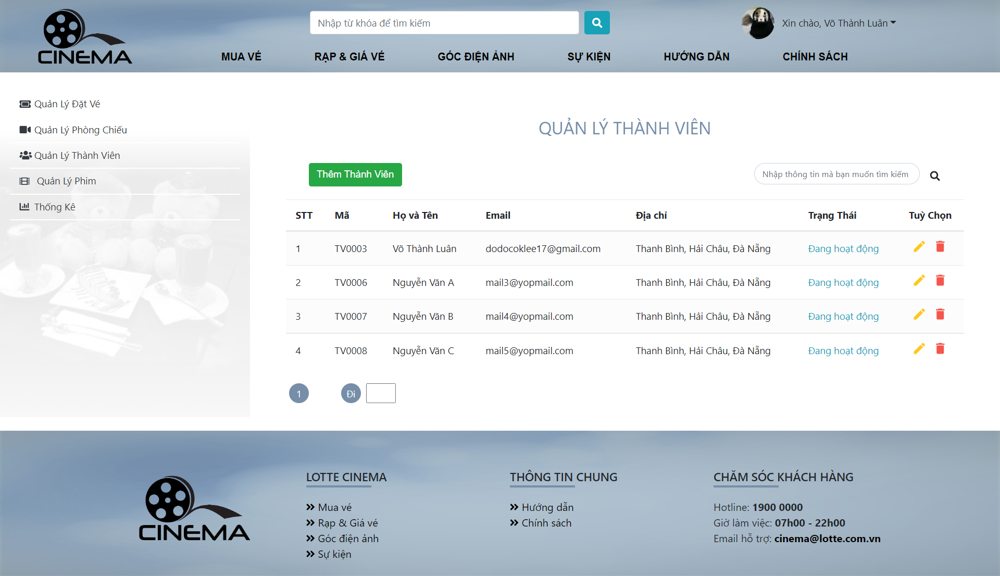 CINEMA
Nhập từ khóa để tìm kiếm
Xin chào, Võ Thành Luân
MUA VÉ RẠP & GIÁ VÉ GÓC ĐIỆN ẢNH SỰ KIỆN HƯỚNG DẪN CHÍNH SÁCH
Quản Lý Đặt Vé
Quản Lý Phòng Chiếu
Quản Lý Thành Viên
Quản Lý Phim
Thống Kê
QUẢN LÝ THÀNH VIÊN
Thêm Thành Viên
Nhập thông tin mà bạn muốn tìm kiếm
STT Mã Họ và Tên Email Địa chỉ Trạng Thái Tuỳ Chọn
1 TV0003 Võ Thành Luân dodocoklee17@gmail.com Thanh Bình, Hải Châu, Đà Nẵng Đang hoạt động
2 TV0006 Nguyễn Văn A mail3@yopmail.com Thanh Bình, Hải Châu, Đà Nẵng Đang hoạt động
3 TV0007 Nguyễn Văn B mail4@yopmail.com Thanh Bình, Hải Châu, Đà Nẵng Đang hoạt động
4 TV0008 Nguyễn Văn C mail5@yopmail.com Thanh Bình, Hải Châu, Đà Nẵng Đang hoạt động
1 Đi
CINEMA
LOTTE CINEMA
Mua vé
Rạp & Giá vé
Góc điện ảnh
Sự kiện
THÔNG TIN CHUNG
Hướng dẫn
Chính sách
CHĂM SÓC KHÁCH HÀNG
Hotline: 1900 0000
Giờ làm việc: 07h00 - 22h00
Email hỗ trợ: cinema@lotte.com.vn